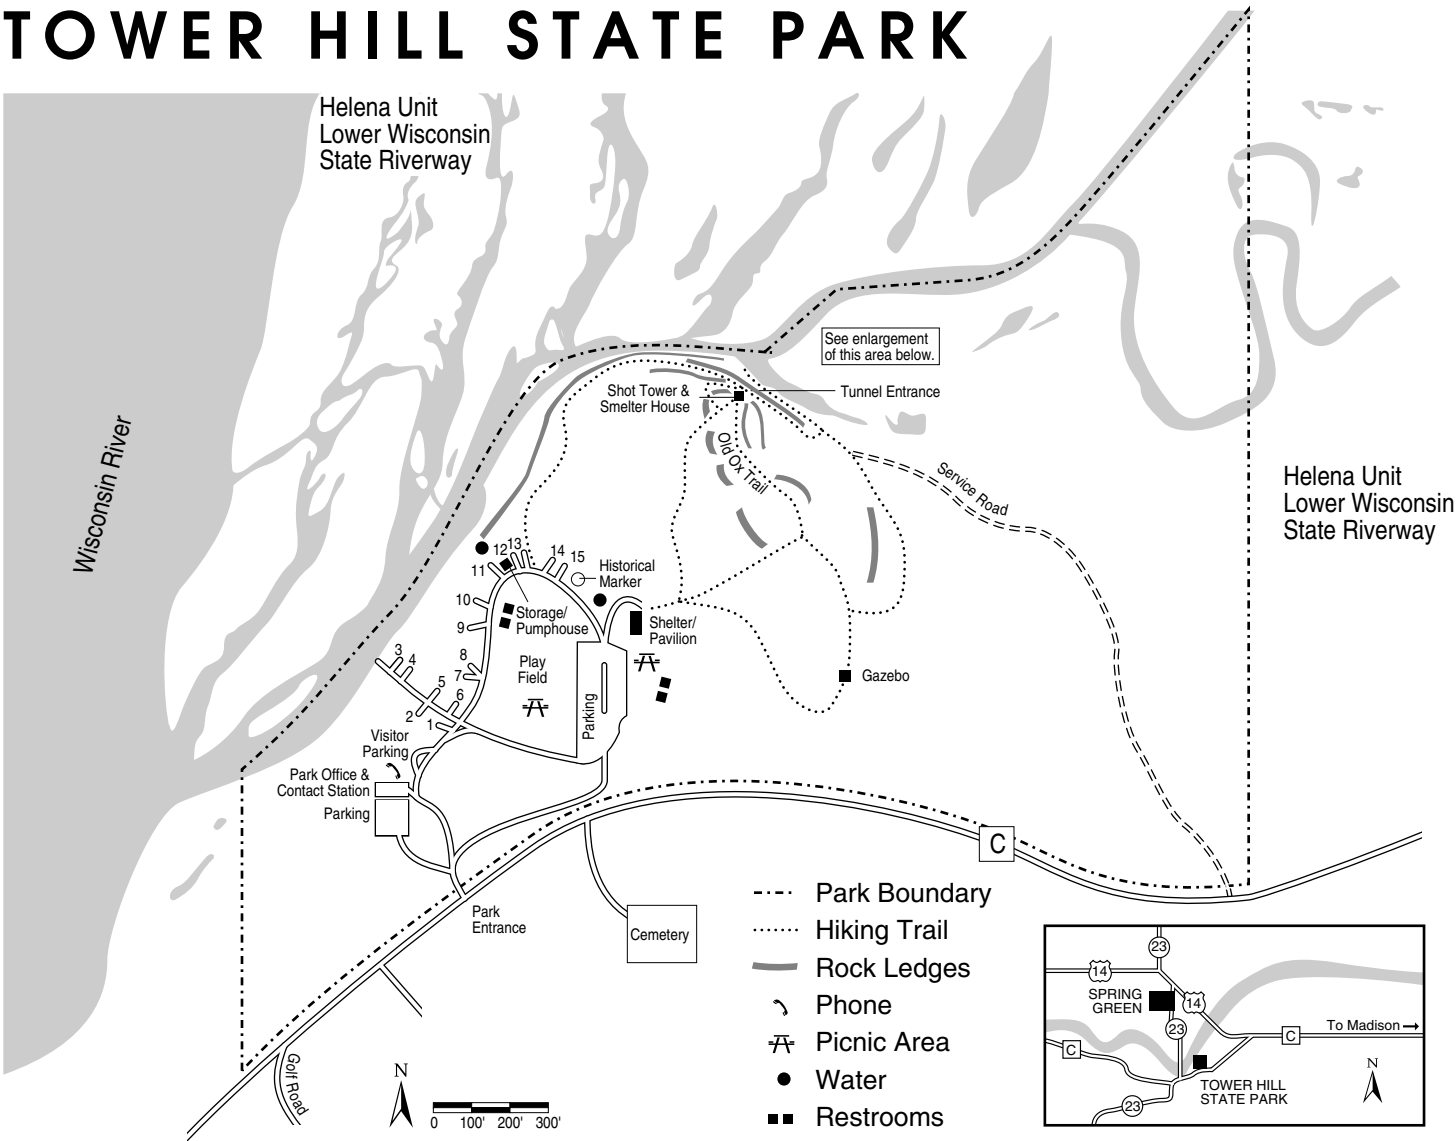 TOWER HILL STATE PARK
Helena Unit
Lower Wisconsin
State Riverway
See enlargement
of this area below.
Shot Tower &
Smelter House
Tunnel Entrance
Old Ox Trail
Service Road
Wisconsin River
Helena Unit
Lower Wisconsin
State Riverway
12
13
14
15
11
Historical
Marker
10
9
Storage/
Pumphouse
Shelter/
Pavilion
3
4
8
7
5
6
2
1
Play
Field
Parking
Gazebo
Visitor
Parking
Park Office &
Contact Station
Parking
C
Park
Entrance
Cemetery
Golf Road
N
0 100' 200' 300'
Park Boundary
Hiking Trail
Rock Ledges
Phone
Picnic Area
Water
Restrooms
23
14
SPRING
GREEN
14
23
C
C
To Madison
N
TOWER HILL
STATE PARK
23